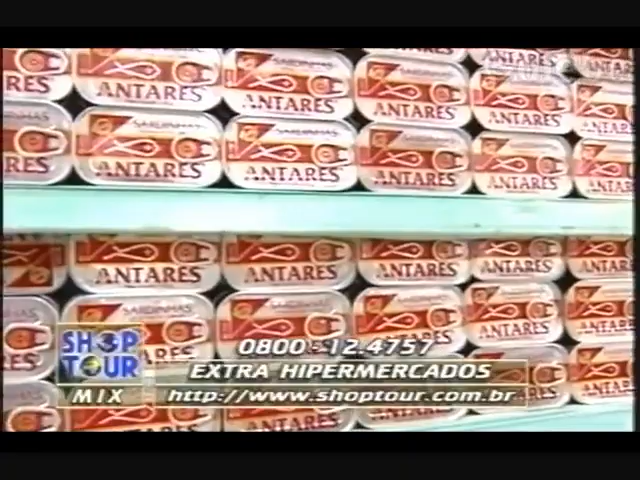 SARDINHAS
ANTARES
SHOP
TOUR
MIX
0800 12.4757
EXTRA HIPERMERCADOS
http://www.shoptour.com.br